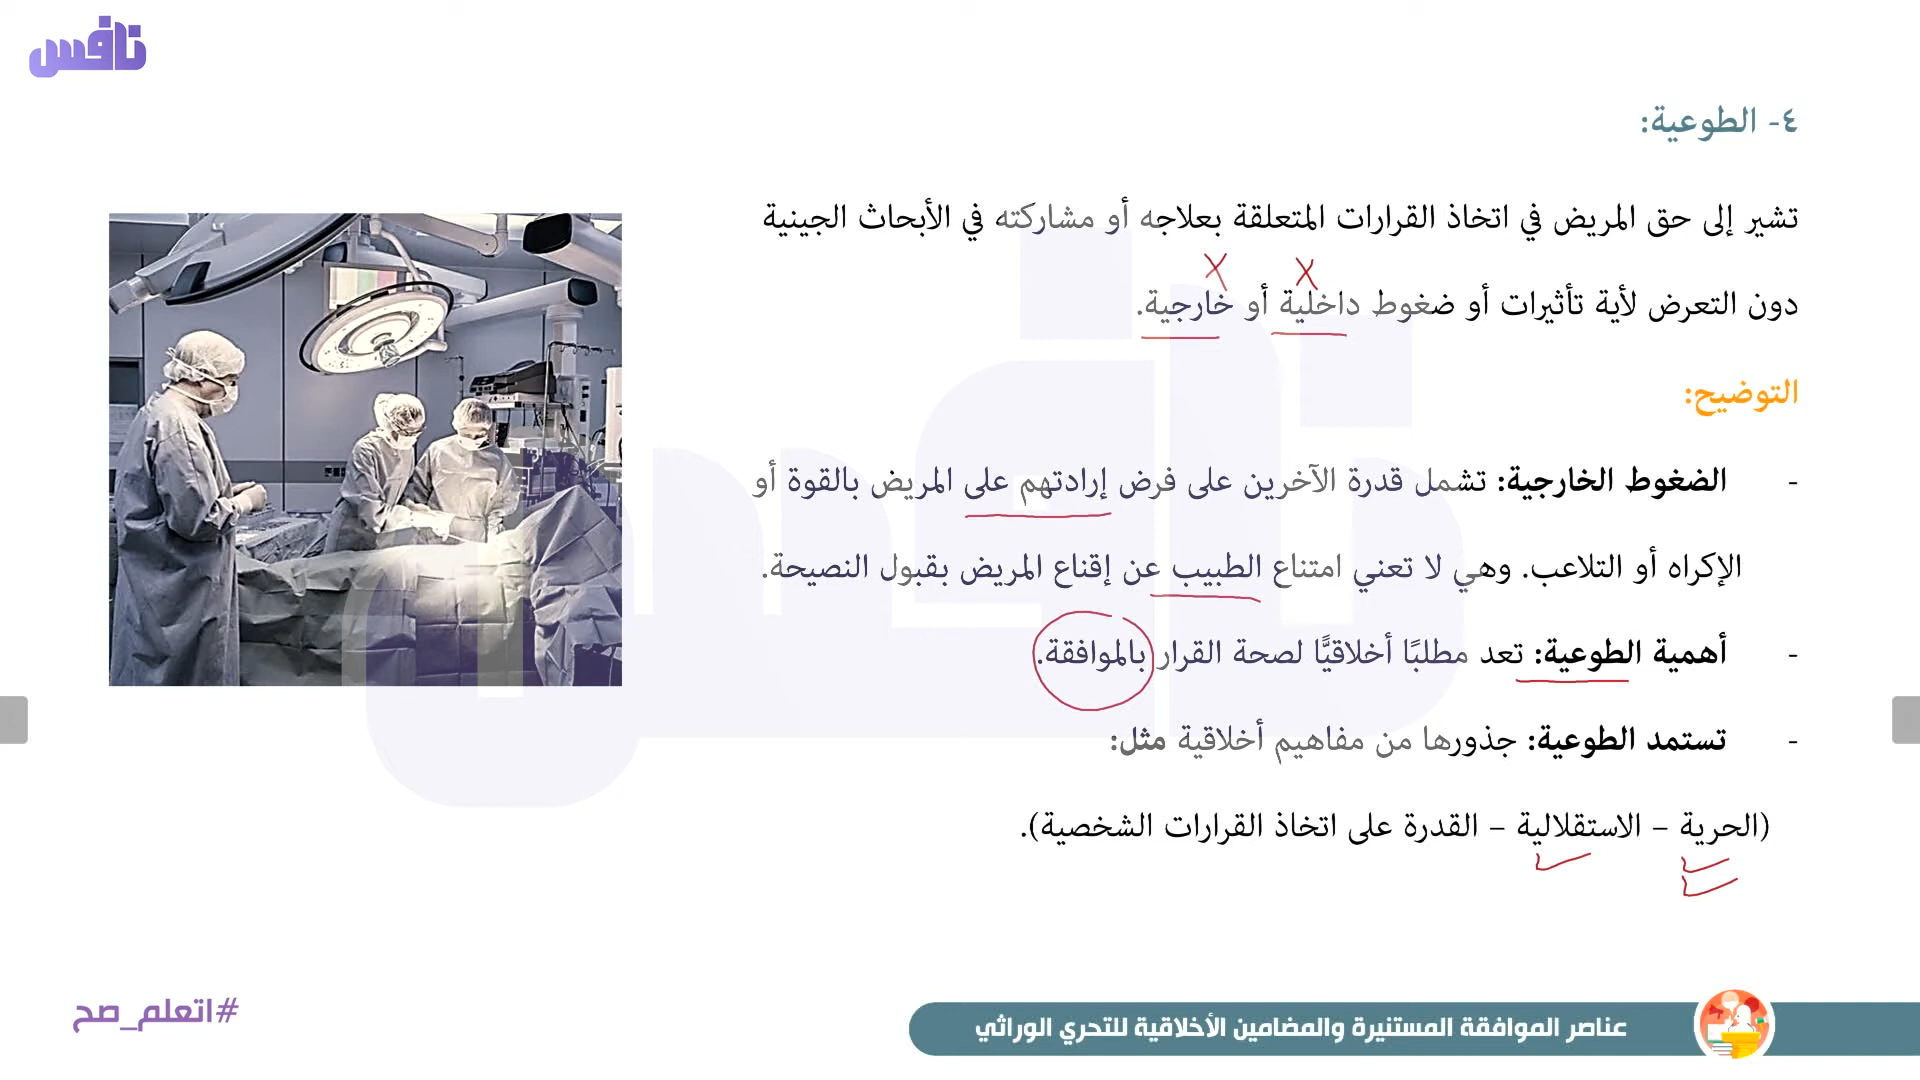 نافس
٤- الطوعية:
تشير إلى حق المريض في اتخاذ القرارات المتعلقة بعلاجه أو مشاركته في الأبحاث الجينية
دون التعرض لأية تأثيرات أو ضغوط داخلية أو خارجية.
التوضيح:
- الضغوط الخارجية: تشمل قدرة الآخرين على فرض إرادتهم على المريض بالقوة أو
الإكراه أو التلاعب. وهي لا تعني امتناع الطبيب عن إقناع المريض بقبول النصيحة.
- أهمية الطوعية: تعد مطلبًا أخلاقيًّا لصحة القرار بالموافقة.
- تستمد الطوعية: جذورها من مفاهيم أخلاقية مثل:
(الحرية – الاستقلالية – القدرة على اتخاذ القرارات الشخصية).
#اتعلم_صح
عناصر الموافقة المستنيرة والمضامين الأخلاقية للتحري الوراثي